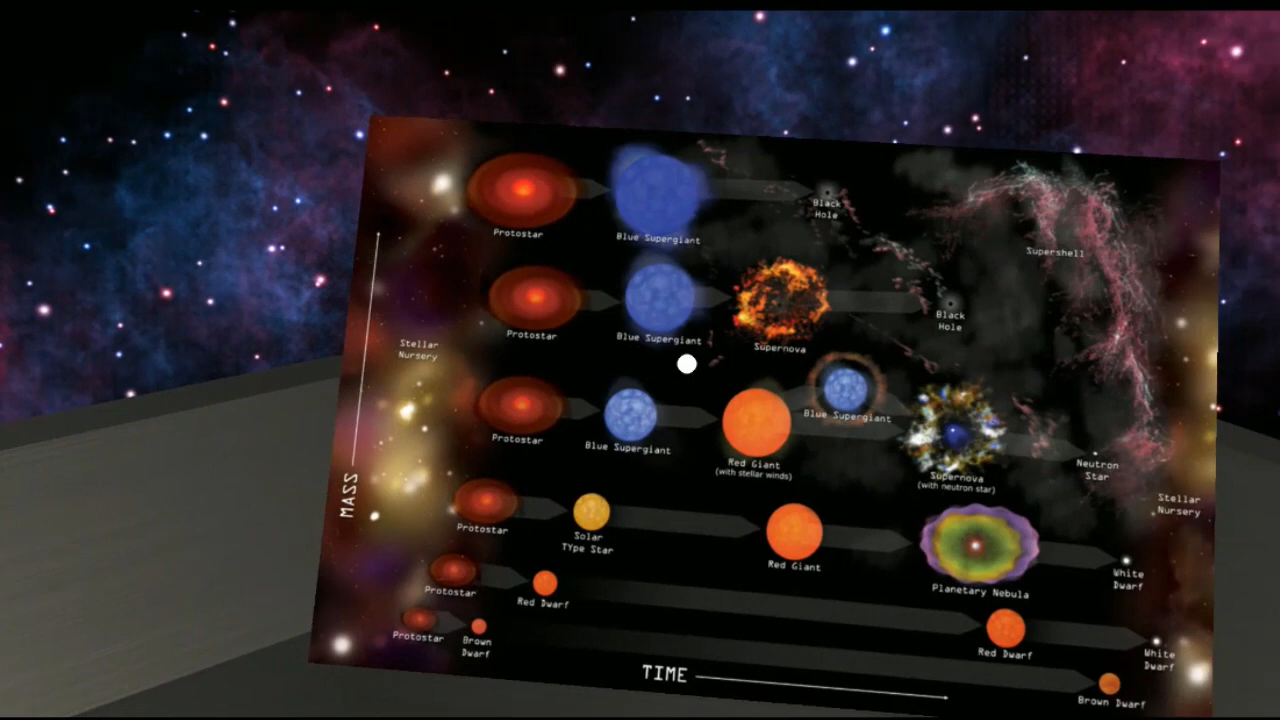 Protostar
Blue Supergiant
Black
Hole
Supershell
Protostar
Blue Supergiant
Supernova
Black
Hole
Stellar
Nursery
Protostar
Blue Supergiant
Red Giant
(with stellar winds)
Blue Supergiant
Supernova
(with neutron star)
Neutron
Star
Stellar
Nursery
MASS
Protostar
Solar
TYpe Star
Red Giant
Planetary Nebula
White
Dwarf
Protostar
Red Dwarf
Red Dwarf
White
Dwarf
Protostar
Brown
Dwarf
Brown Dwarf
TIME